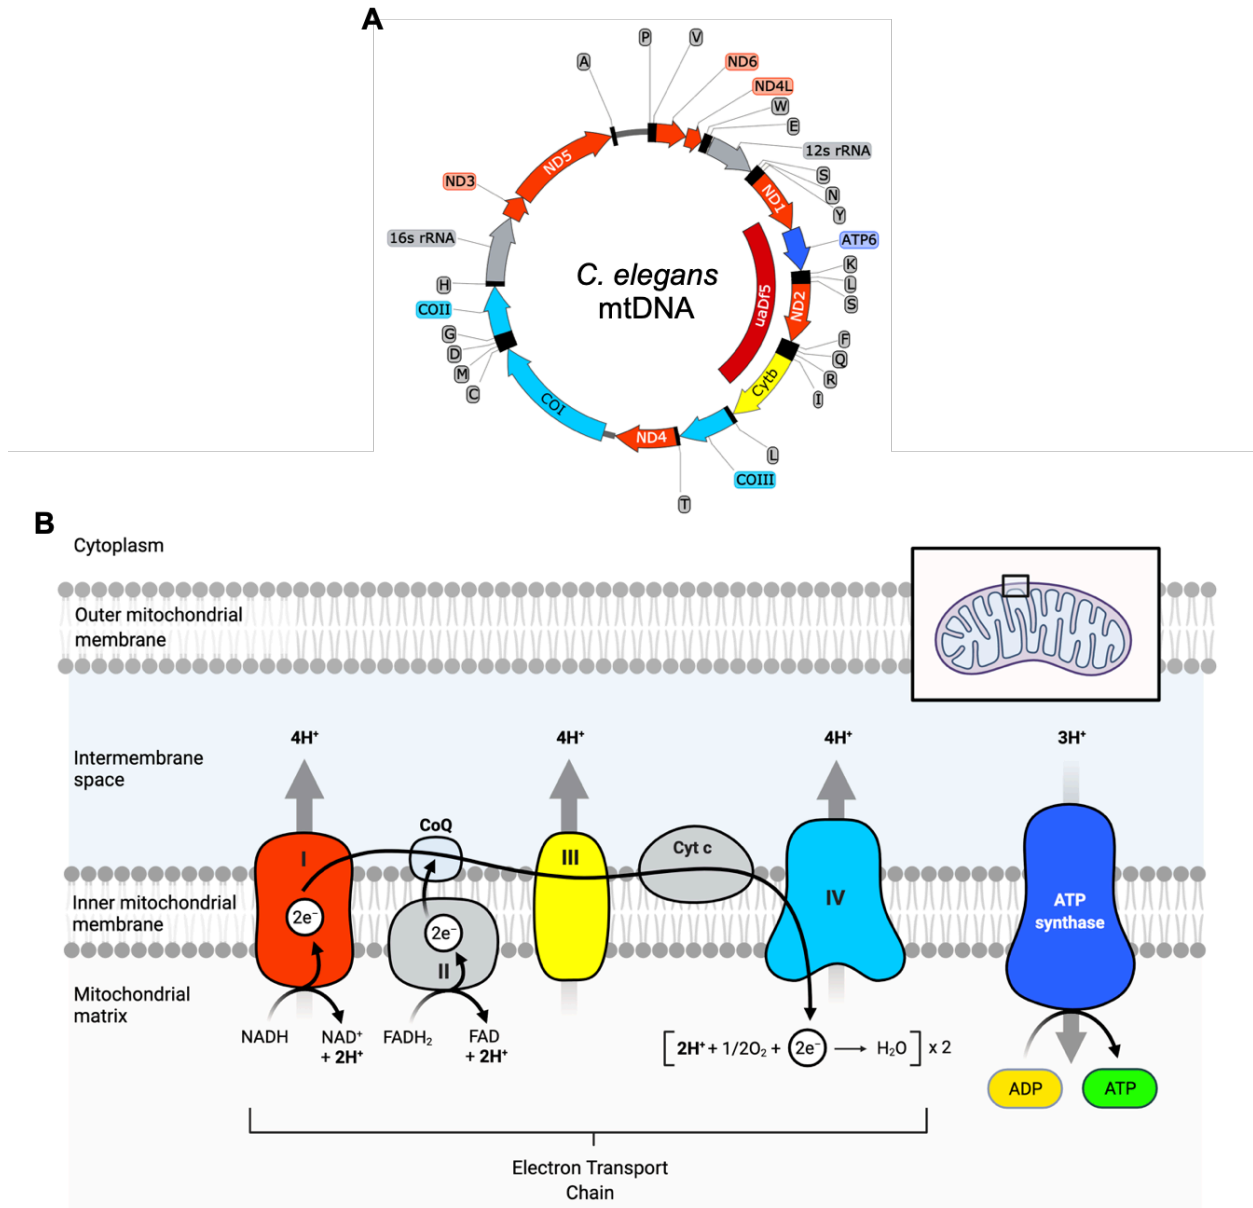 A
P
V
A
ND6
ND4L
W
E
12s rRNA
S
N
Y
ND5
ND1
ND3
16s rRNA
ATP6
K
L
S
H
COII
G
D
M
C
C. elegans
mtDNA
uaDf5
ND2
F
Q
R
I
Cytb
COI
ND4
L
COIII
T
B
Cytoplasm
Outer mitochondrial
membrane
Intermembrane
space
4H⁺
4H⁺
4H⁺
3H⁺
I
CoQ
III
Cyt c
IV
ATP
synthase
Inner mitochondrial
membrane
2e⁻
2e⁻
II
Mitochondrial
matrix
NADH
NAD⁺
+ 2H⁺
FADH₂
FAD
+ 2H⁺
[2H⁺ + 1/2O₂ + 2e⁻ → H₂O] x 2
ADP
ATP
Electron Transport
Chain